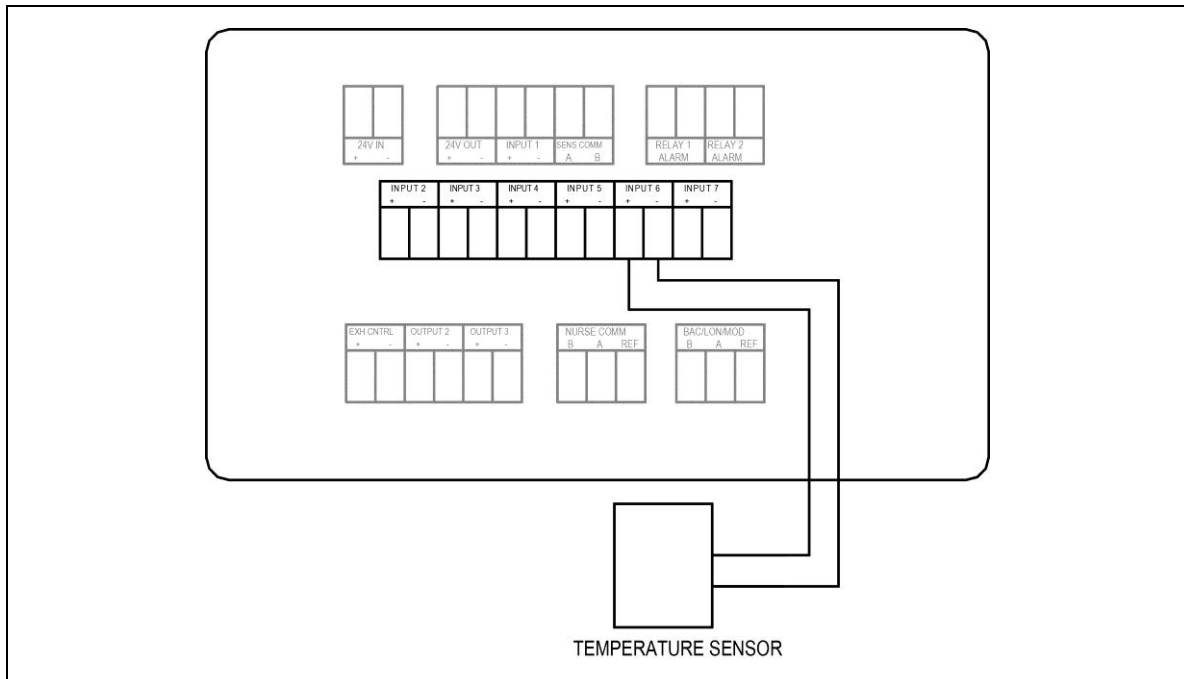 24V IN
+ -
24V OUT INPUT 1 SENS COMM
+ - + - A B
RELAY 1 RELAY 2
ALARM ALARM
INPUT 2 INPUT 3 INPUT 4 INPUT 5 INPUT 6 INPUT 7
+ - + - + - + - + - + -
EXH CNTRL OUTPUT 2 OUTPUT 3
+ - + - + -
NURSE COMM
B A REF
BAC/LON/MOD
B A REF
TEMPERATURE SENSOR